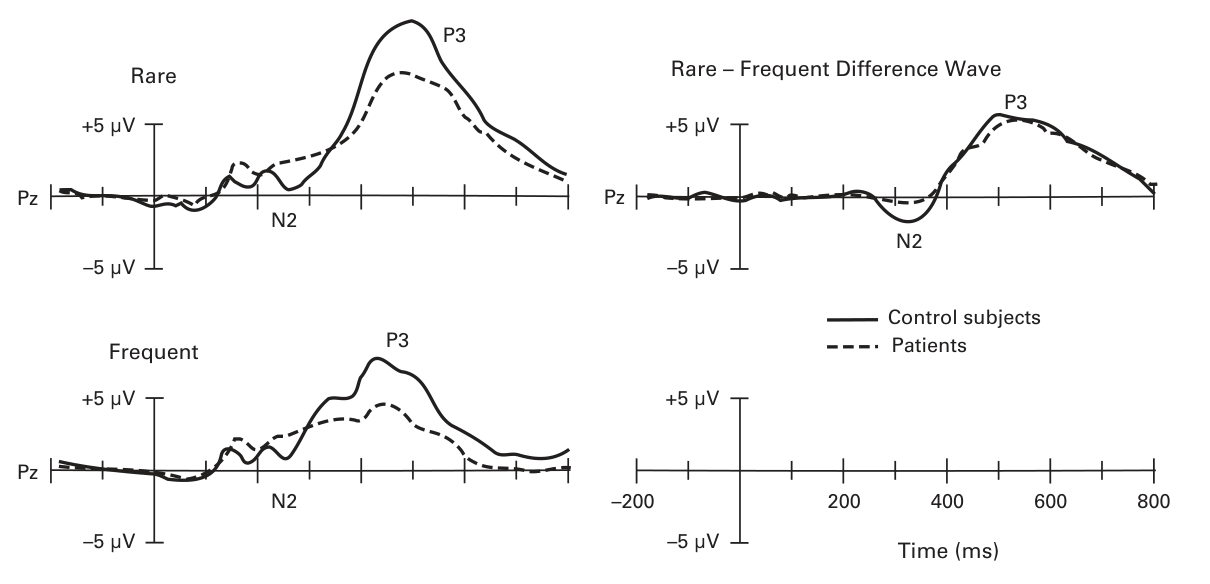 P3
Rare
+5 µV
Pz
N2
–5 µV
Rare – Frequent Difference Wave
P3
+5 µV
Pz
N2
–5 µV
Control subjects
Patients
P3
Frequent
+5 µV
Pz
N2
–5 µV
+5 µV
–200 200 400 600 800
–5 µV
Time (ms)